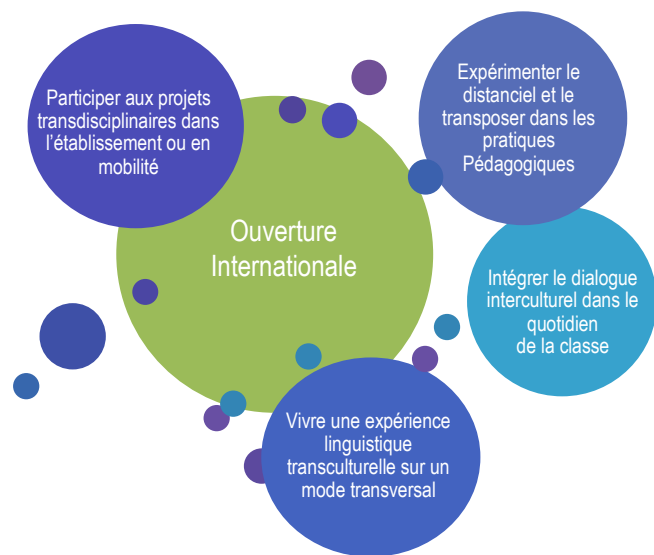 Participer aux projets
transdisciplinaires dans
l'établissement ou en
mobilité
Expérimenter le
distanciel et le
transposer dans les
pratiques
Pédagogiques
Ouverture
Internationale
Intégrer le dialogue
interculturel dans le
quotidien
de la classe
Vivre une expérience
linguistique
transculturelle sur un
mode transversal